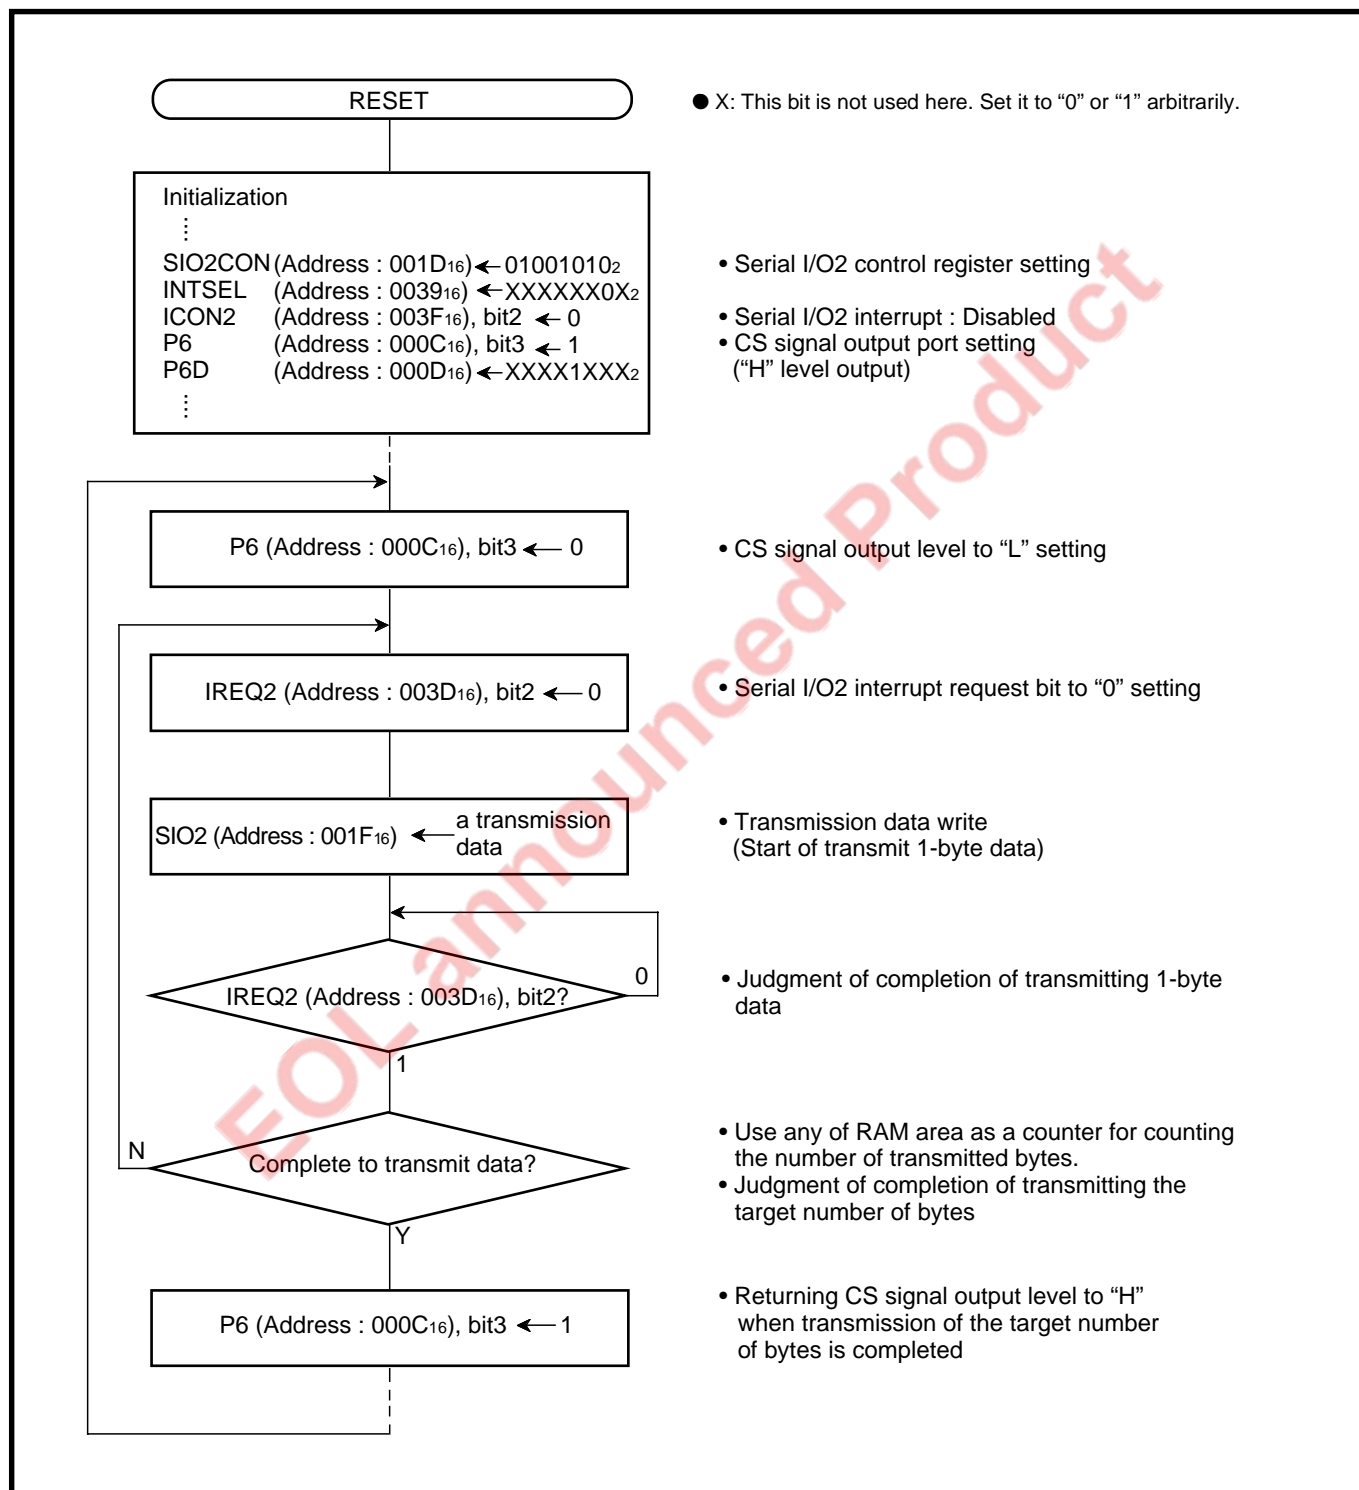 RESET
● X: This bit is not used here. Set it to “0” or “1” arbitrarily.
Initialization
SIO2CON (Address : 001D16) ← 010010102
• Serial I/O2 control register setting
INTSEL (Address : 003916) ← XXXXXX0X2
ICON2 (Address : 003F16), bit2 ← 0
• Serial I/O2 interrupt : Disabled
P6 (Address : 000C16), bit3 ← 1
• CS signal output port setting
P6D (Address : 000D16) ← XXXX1XXX2
(“H” level output)
P6 (Address : 000C16), bit3 ← 0
• CS signal output level to “L” setting
IREQ2 (Address : 003D16), bit2 ← 0
• Serial I/O2 interrupt request bit to “0” setting
SIO2 (Address : 001F16) ← a transmission
data
• Transmission data write
(Start of transmit 1-byte data)
0
IREQ2 (Address : 003D16), bit2?
• Judgment of completion of transmitting 1-byte
data
1
N
Complete to transmit data?
• Use any of RAM area as a counter for counting
the number of transmitted bytes.
• Judgment of completion of transmitting the
target number of bytes
Y
P6 (Address : 000C16), bit3 ← 1
• Returning CS signal output level to “H”
when transmission of the target number
of bytes is completed
EOL announced Product